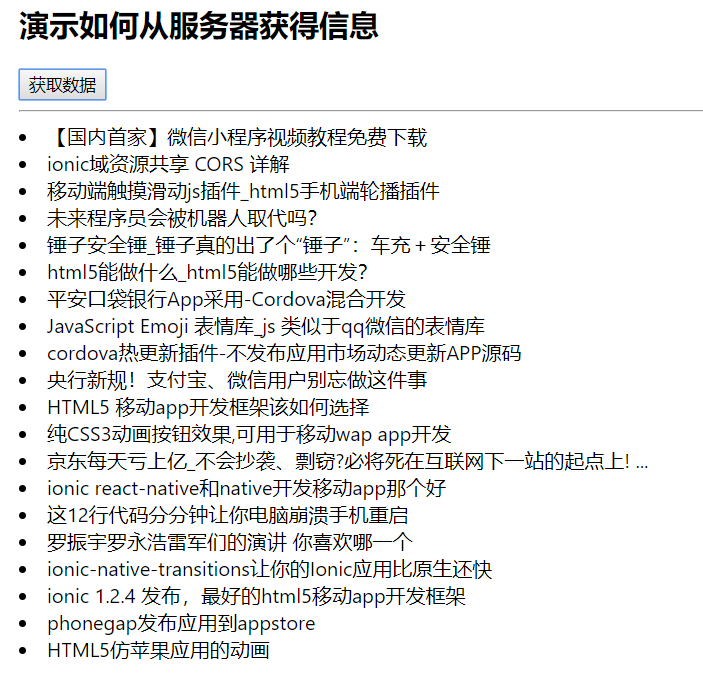 演示如何从服务器获得信息
获取数据
【国内首家】微信小程序视频教程免费下载
ionic域资源共享 CORS 详解
移动端触摸滑动js插件_html5手机端轮播插件
未来程序员会被机器人取代吗?
锤子安全锤_锤子真的出了个“锤子”：车充＋安全锤
html5能做什么_html5能做哪些开发?
平安口袋银行App采用-Cordova混合开发
JavaScript Emoji 表情库_js 类似于qq微信的表情库
cordova热更新插件-不发布应用市场动态更新APP源码
央行新规！支付宝、微信用户别忘做这件事
HTML5 移动app开发框架该如何选择
纯CSS3动画按钮效果,可用于移动wap app开发
京东每天亏上亿_不会抄袭、剽窃?必将死在互联网下一站的起点上! ...
ionic react-native和native开发移动app那个好
这12行代码分分钟让你电脑崩溃手机重启
罗振宇罗永浩雷军们的演讲 你喜欢哪一个
ionic-native-transitions让你的Ionic应用比原生还快
ionic 1.2.4 发布，最好的html5移动app开发框架
phonegap发布应用到appstore
HTML5仿苹果应用的动画